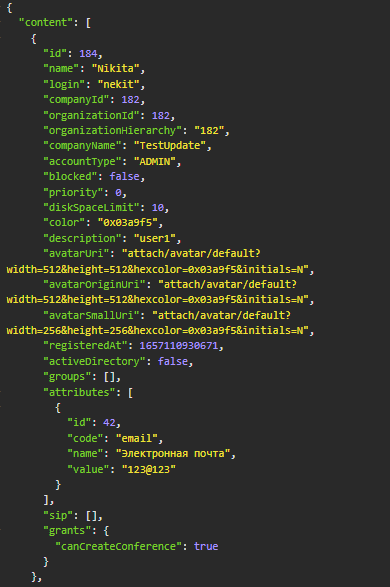 {
"content": [
{
"id": 184,
"name": "Nikita",
"login": "nekit",
"companyId": 182,
"organizationId": 182,
"organizationHierarchy": "182",
"companyName": "TestUpdate",
"accountType": "ADMIN",
"blocked": false,
"priority": 0,
"diskSpaceLimit": 10,
"color": "0x03a9f5",
"description": "user1",
"avatarUri": "attach/avatar/default?
width=512&height=512&hexcolor=0x03a9f5&initials=N",
"avatarOriginUri": "attach/avatar/default?
width=512&height=512&hexcolor=0x03a9f5&initials=N",
"avatarSmallUri": "attach/avatar/default?
width=256&height=256&hexcolor=0x03a9f5&initials=N",
"registeredAt": 1657110930671,
"activeDirectory": false,
"groups": [],
"attributes": [
{
"id": 42,
"code": "email",
"name": "Электронная почта",
"value": "123@123"
}
],
"sip": [],
"grants": {
"canCreateConference": true
}
},